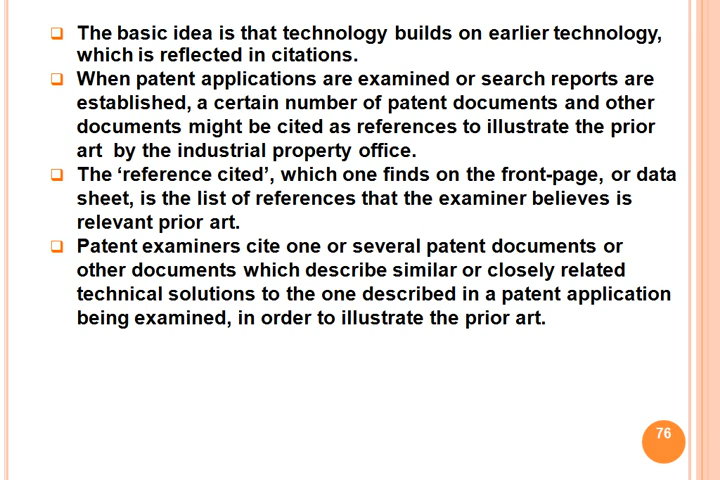 The basic idea is that technology builds on earlier technology,
which is reflected in citations.
When patent applications are examined or search reports are
established, a certain number of patent documents and other
documents might be cited as references to illustrate the prior
art  by the industrial property office.
The ‘reference cited’, which one finds on the front-page, or data
sheet, is the list of references that the examiner believes is
relevant prior art.
Patent examiners cite one or several patent documents or
other documents which describe similar or closely related
technical solutions to the one described in a patent application
being examined, in order to illustrate the prior art.
76